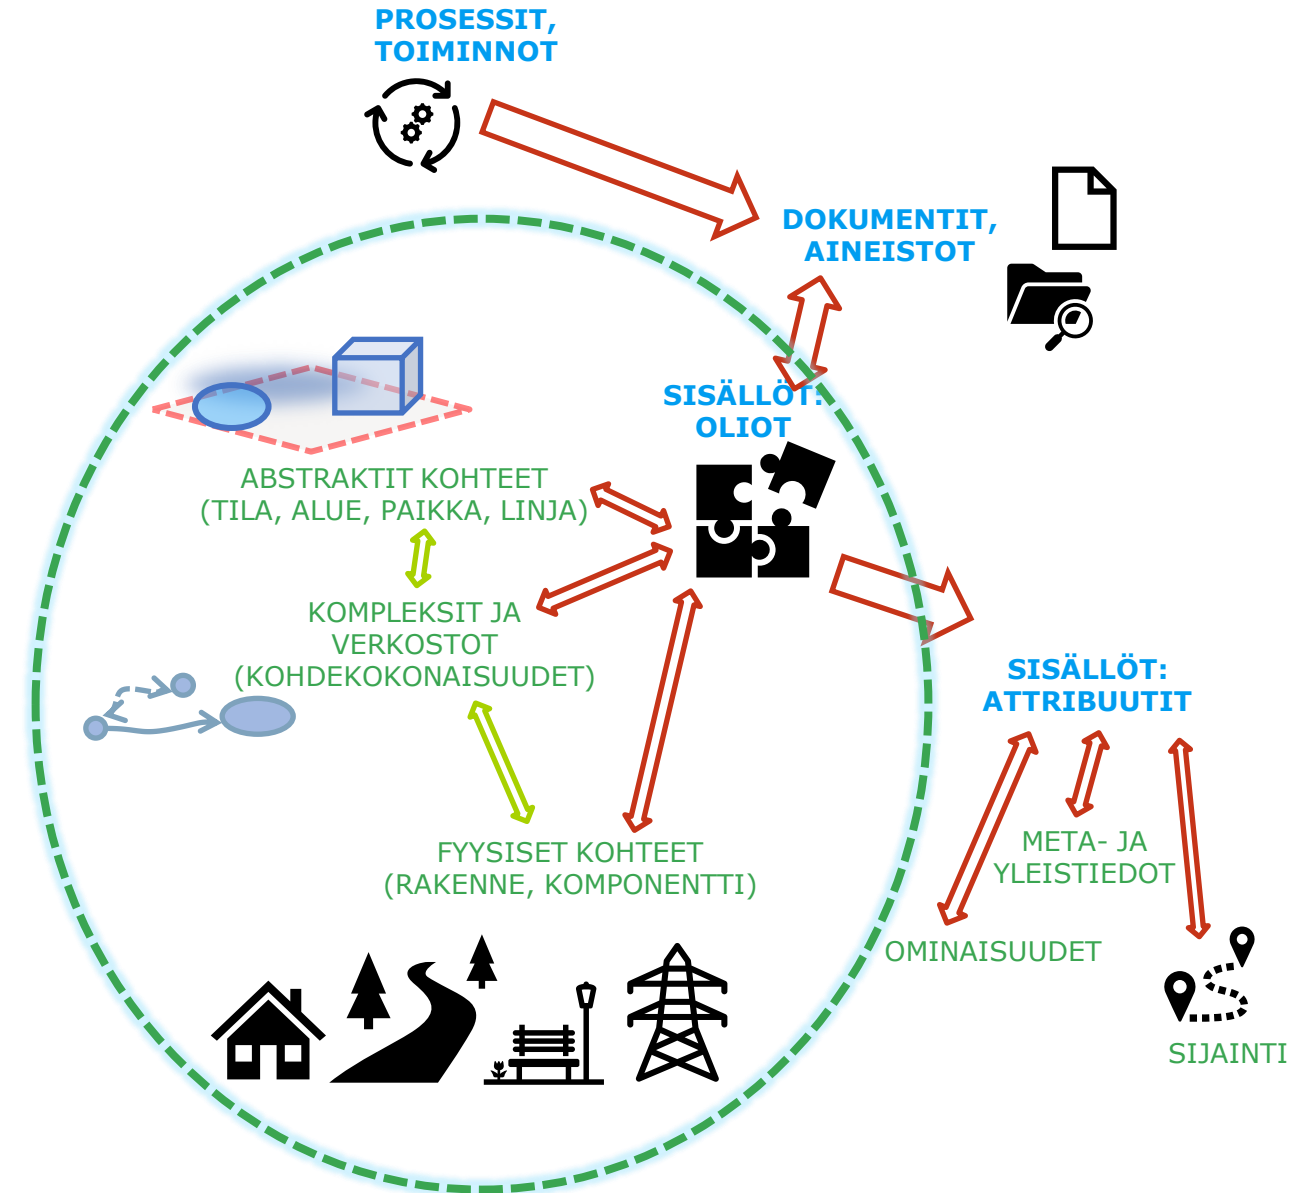 PROSESSIT,
TOIMINNOT
DOKUMENTIT,
AINEISTOT
SISÄLLÖT:
OLIOT
ABSTRAKTIT KOHTEET
(TILA, ALUE, PAIKKA, LINJA)
KOMPLEKSIT JA
VERKOSTOT
(KOHDEKOKONAISUUDET)
SISÄLLÖT:
ATTRIBUUTIT
FYYSISET KOHTEET
(RAKENNE, KOMPONENTTI)
META- JA
YLEISTIEDOT
OMINAISUUDET
SIJAINTI